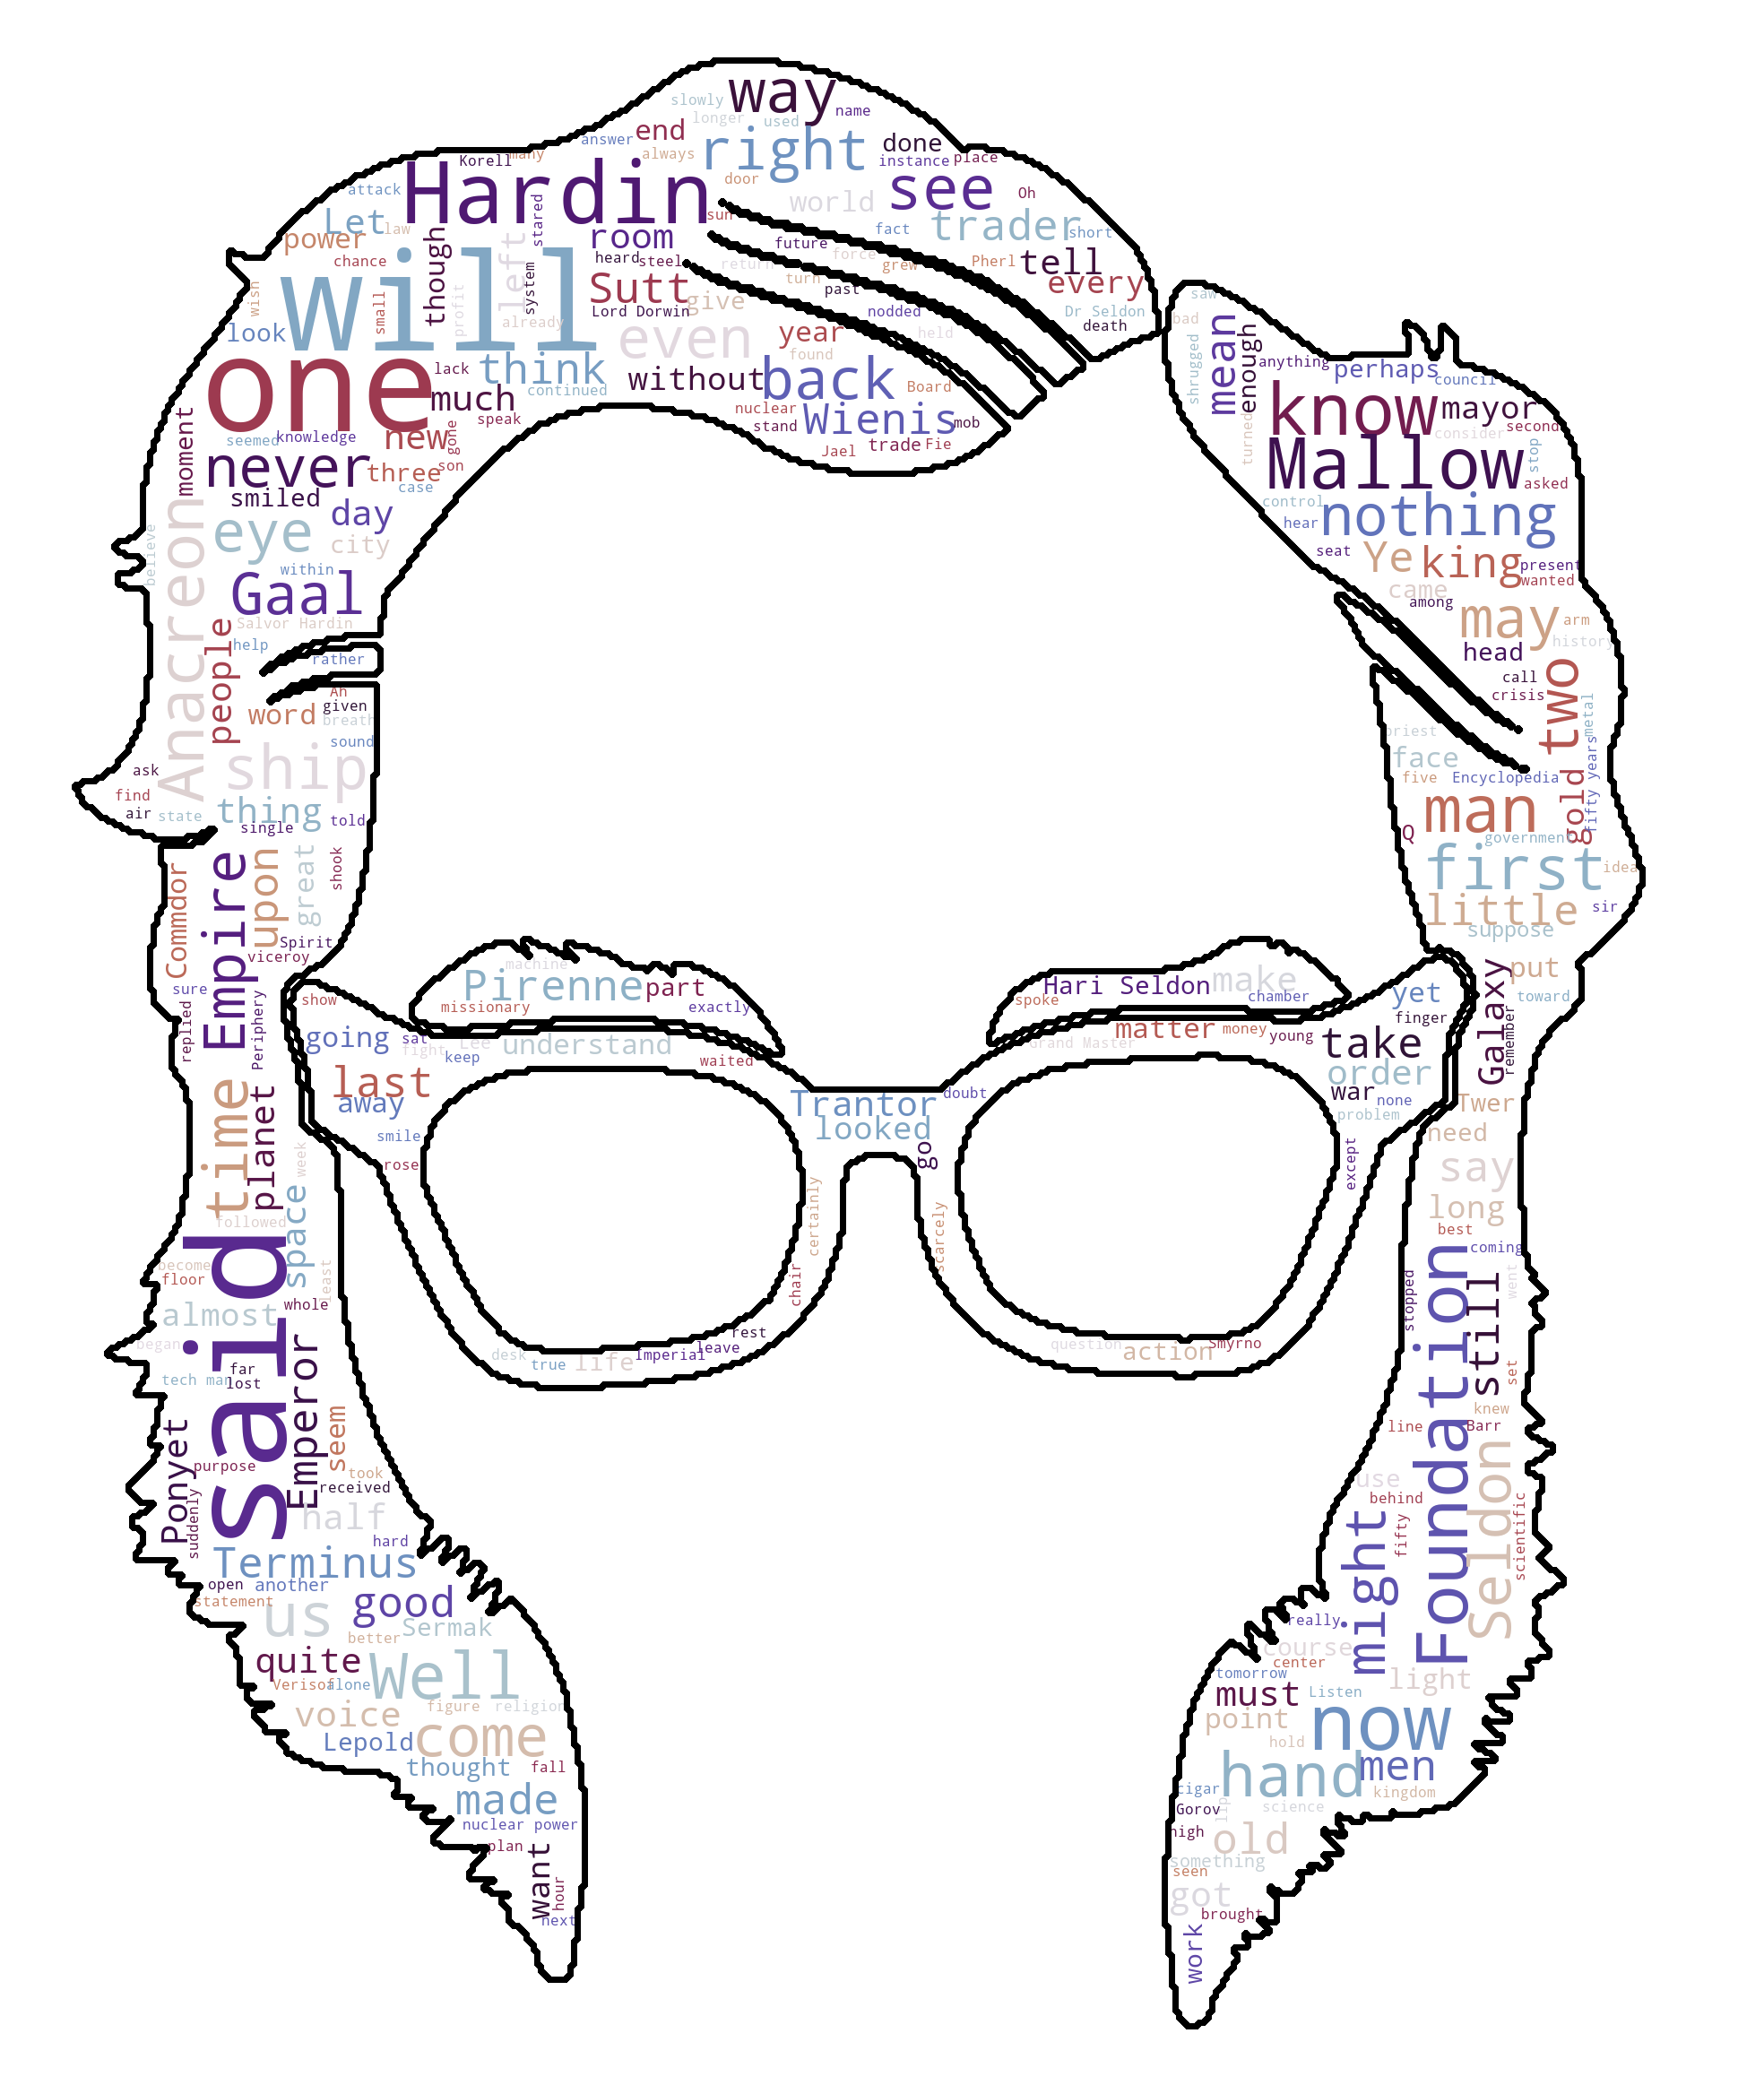 way
slowly
name
longer
used
end
answer
right
done
always
instance
place
Korell
many
door
see
Oh
attack
Hardin
world
Let
law
stared
sun
trader
short
power
though
left
room
fact
future
tell
chance
heard
steel
return
force
grew
Pherl
will
system
Sutt
turn
every
wish
small
profit
give
past
Lord Dorwin
nodded
Dr Seldon
already
death
look
even
year
held
found
one
lack
think
without
back
Board
continued
much
nuclear
speak
Wienis
mob
stand
moment
seemed
knowledge
new
gone
trade
Fie
Jael
never
three
son
case
smiled
saw
bad
mean
enough
shrugged
anything
perhaps
council
know
mayor
turned
consider
second
Mallow
stop
asked
control
nothing
hear
seat
Ye
king
present
wanted
came
among
may
arm
history
head
call
crisis
two
metal
priest
face
five
Encyclopedia
fifty years
gold
man
Q
government
first
idea
little
sir
suppose
Anacreon
eye
day
city
believe
within
Gaal
Salvor Hardin
people
help
rather
Ah
given
word
breath
sound
ship
ask
find
air
state
thing
told
single
Commdor
Empire
upon
great
shook
Spirit
viceroy
sure
replied
Periphery
machine
Pirenne
part
missionary
exactly
Hari Seldon
make
spoke
chamber
yet
finger
Galaxy
put
toward
remember
show
going
sat
fight
Lee
understand
keep
waited
matter
money
young
Grand Master
take
last
away
order
war
none
problem
Twer
Trantor
doubt
looked
go
smile
rose
except
need
time
planet
week
certainly
scarcely
say
long
best
coming
followed
space
become
floor
least
chair
whole
said
almost
began
Emperor
far
lost
tech man
rest
leave
Imperial
desk
true
life
question
action
Smyrno
stopped
Foundation
still
went
set
knew
Barr
line
Seldon
Ponyet
purpose
seem
took
received
suddenly
half
hard
use
behind
fifty
scientific
might
Terminus
open
another
statement
us
good
Sermak
better
quite
Well
Verisof
figure
religion
voice
come
Lepold
thought
fall
made
nuclear power
plan
want
hour
next
really
course
center
tomorrow
light
must
Listen
point
now
hold
hand
men
cigar
kingdom
Gorov
lip
science
high
old
something
seen
got
brought
work